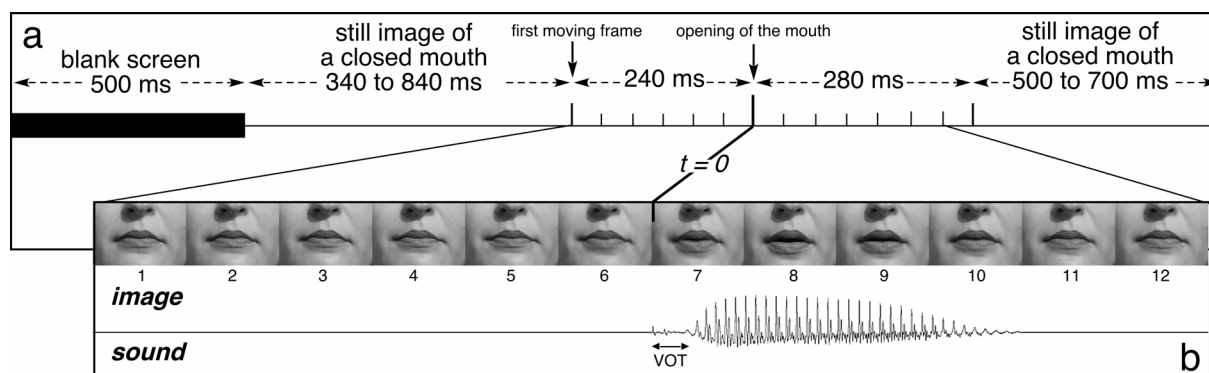 a
blank screen
500 ms
still image of
a closed mouth
340 to 840 ms
first moving frame
240 ms
opening of the mouth
280 ms
still image of
a closed mouth
500 to 700 ms
t = 0
1 2 3 4 5 6 7 8 9 10 11 12
image
sound
VOT
b